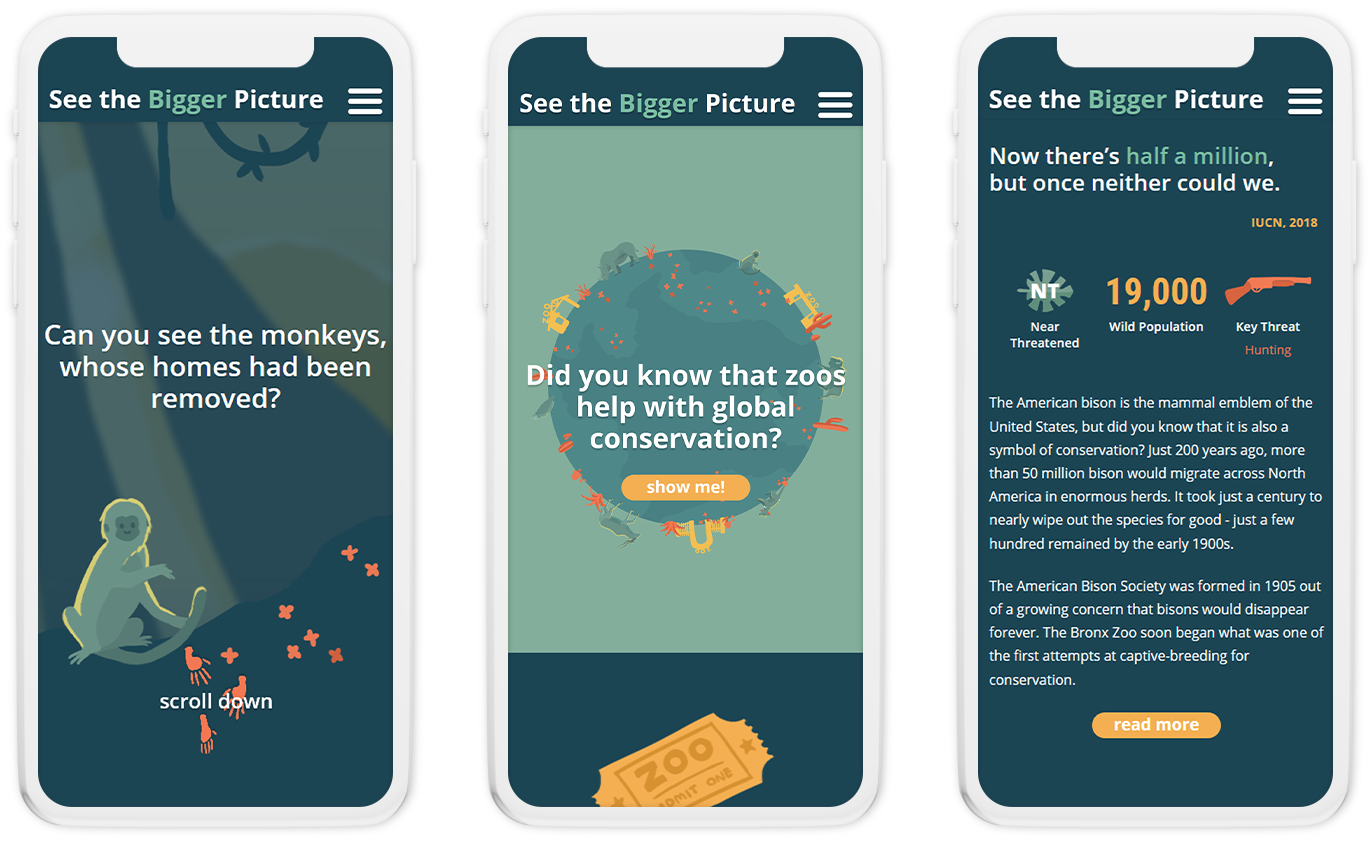 See the Bigger Picture
Can you see the monkeys,
whose homes had been
removed?
scroll down
See the Bigger Picture
ZOO
ZOO
Did you know that zoos
help with global
conservation?
show me!
ZOO
ADMIT ONE
See the Bigger Picture
Now there’s half a million,
but once neither could we.
IUCN, 2018
NT
Near
Threatened
19,000
Wild Population
Key Threat
Hunting
The American bison is the mammal emblem of the
United States, but did you know that it is also a
symbol of conservation? Just 200 years ago, more
than 50 million bison would migrate across North
America in enormous herds. It took just a century to
nearly wipe out the species for good - just a few
hundred remained by the early 1900s.
The American Bison Society was formed in 1905 out
of a growing concern that bisons would disappear
forever. The Bronx Zoo soon began what was one of
the first attempts at captive-breeding for
conservation.
read more